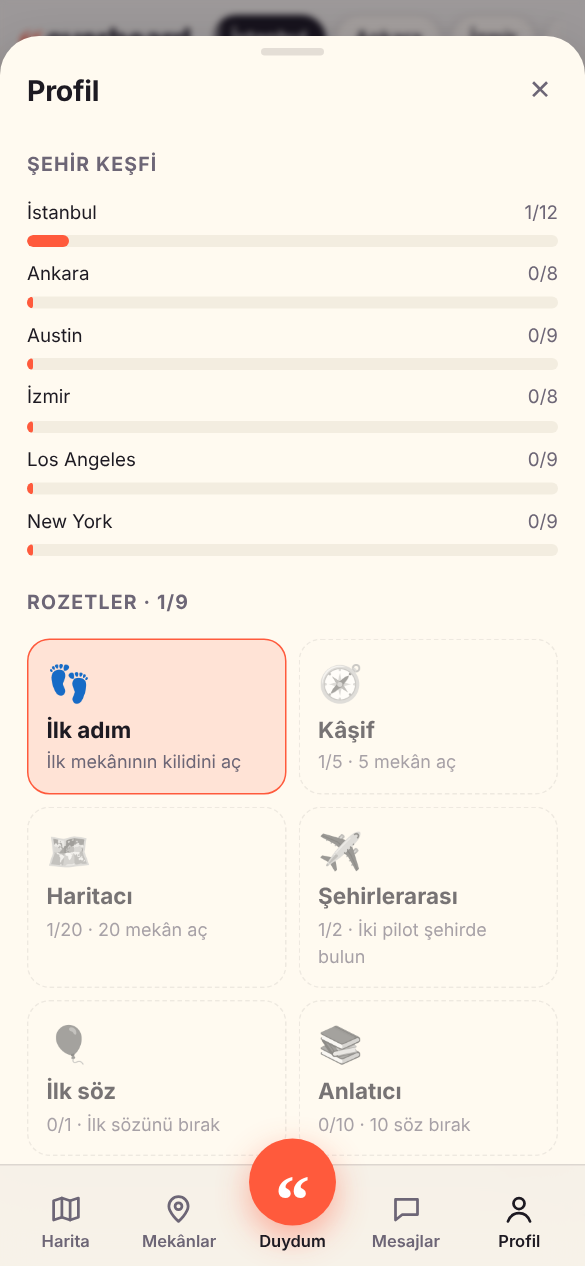 Profil
ŞEHİR KEŞFİ
İstanbul 1/12
Ankara 0/8
Austin 0/9
İzmir 0/8
Los Angeles 0/9
New York 0/9
ROZETLER · 1/9
İlk adım
İlk mekânının kilidini aç
Kâşif
1/5 · 5 mekân aç
Haritacı
1/20 · 20 mekân aç
Şehirlerarası
1/2 · İki pilot şehirde
bulun
İlk söz
0/1 · İlk sözünü bırak
Anlatıcı
0/10 · 10 söz bırak
Harita
Mekânlar
Duydum
Mesajlar
Profil